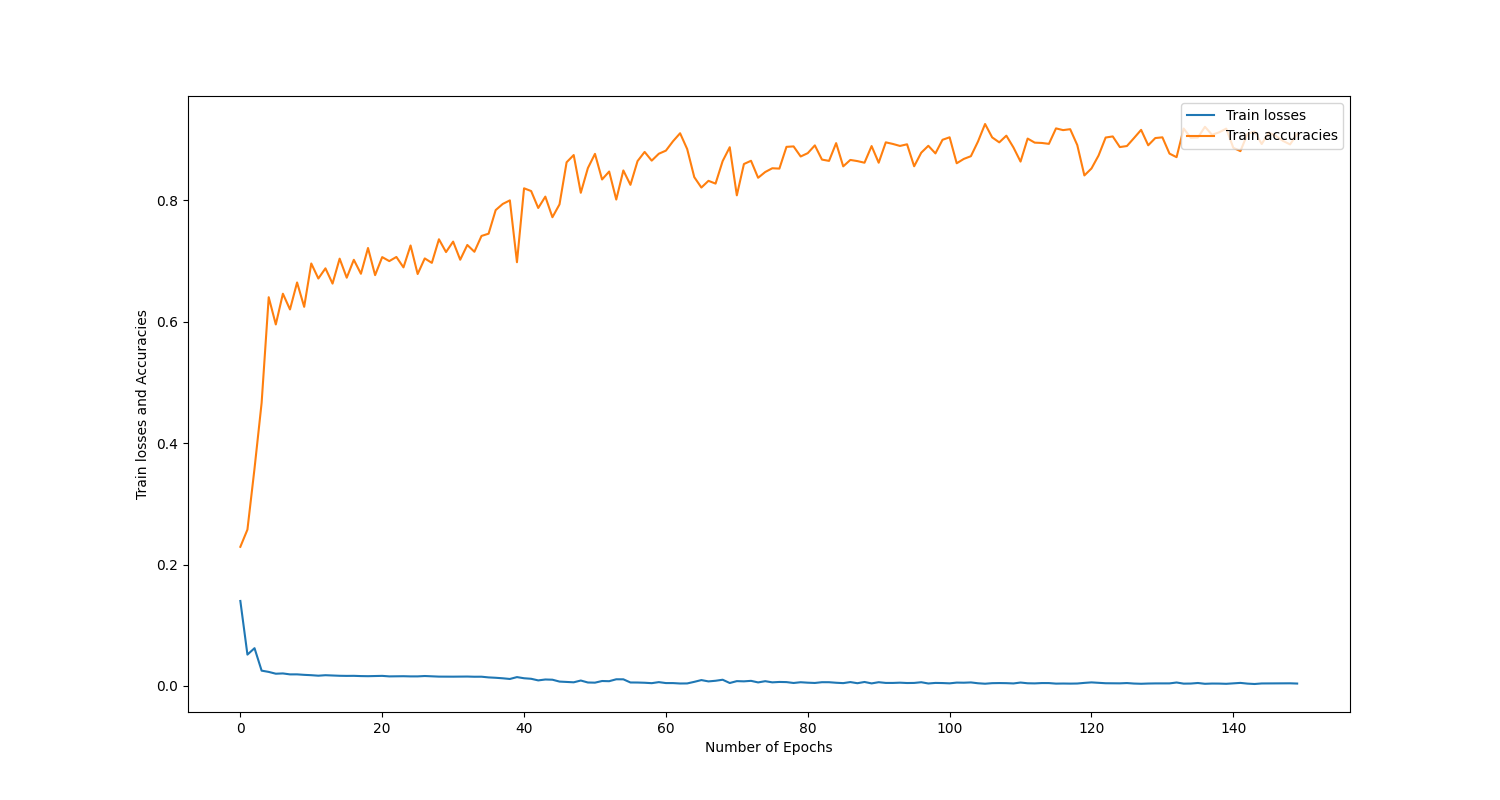 Train losses
Train accuracies
Train losses and Accuracies
0.8
0.6
0.4
0.2
0.0
0 20 40 60 80 100 120 140
Number of Epochs